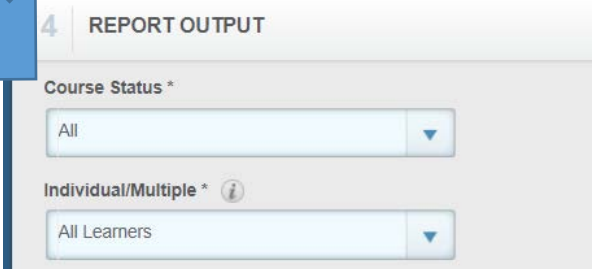 4 REPORT OUTPUT
Course Status *
All
Individual/Multiple * i
All Learners